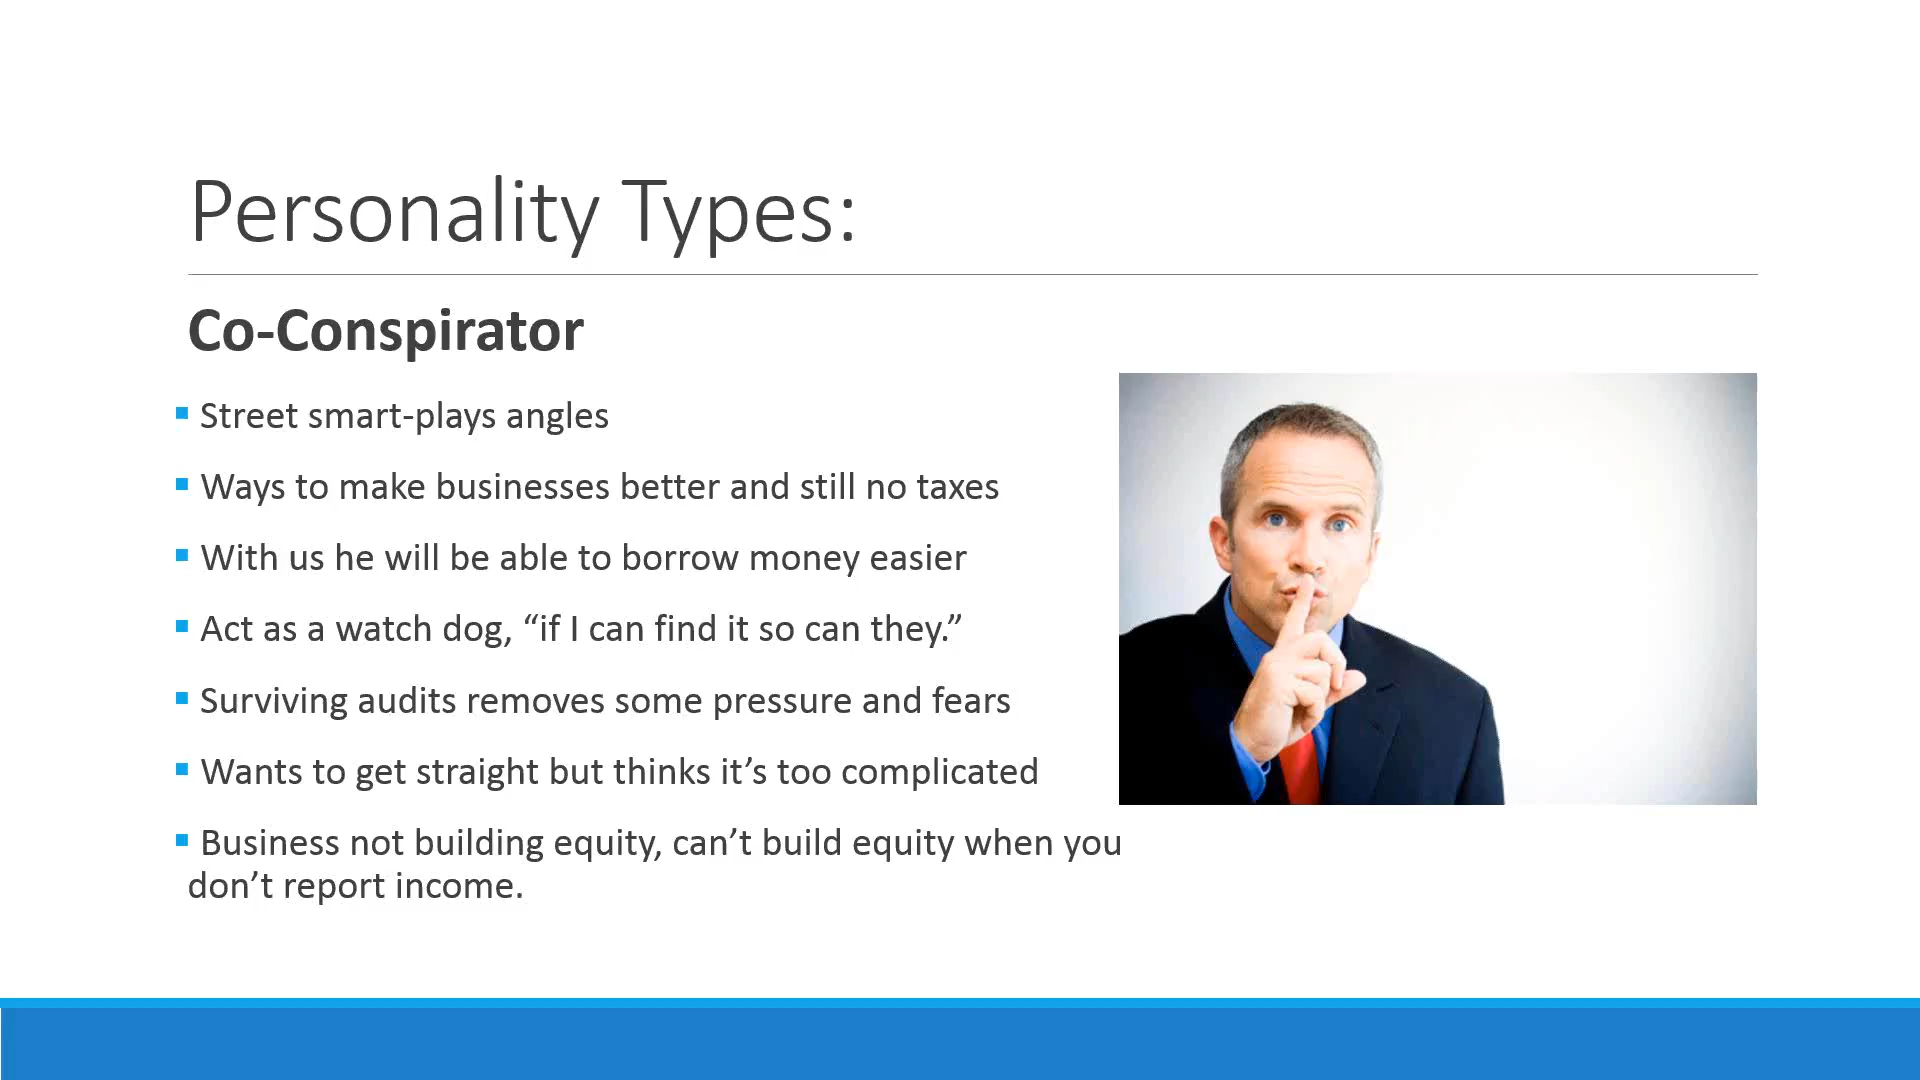 Personality Types:
Co-Conspirator
Street smart-plays angles
Ways to make businesses better and still no taxes
With us he will be able to borrow money easier
Act as a watch dog, “if I can find it so can they.”
Surviving audits removes some pressure and fears
Wants to get straight but thinks it’s too complicated
Business not building equity, can’t build equity when you
don’t report income.